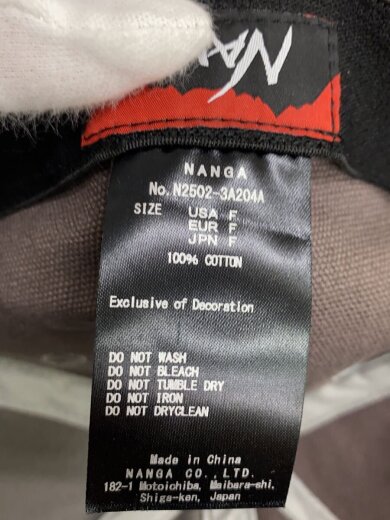 NANGA
No. N2502-3A204A
SIZE USA F
EUR F
JPN F
100% COTTON
Exclusive of Decoration
DO NOT WASH
DO NOT BLEACH
DO NOT TUMBLE DRY
DO NOT IRON
DO NOT DRYCLEAN
Made in China
NANGA CO., LTD.
182-1 Motoichiba, Maibara-shi,
Shiga-ken, Japan